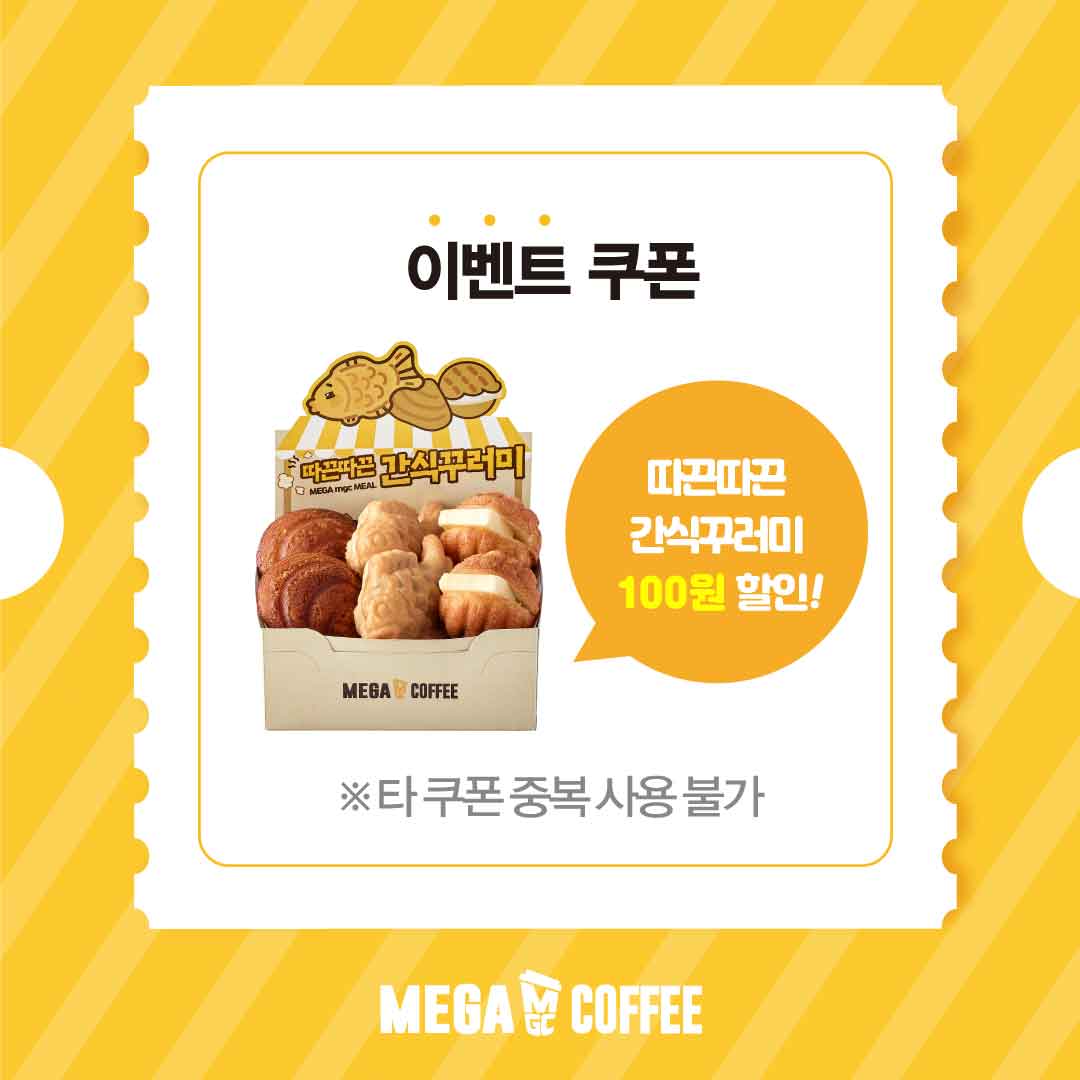 이벤트 쿠폰
따끈따끈 간식꾸러미
MEGA mgc MEAL
MEGA MGC COFFEE
따끈따끈
간식꾸러미
100원 할인!
※타 쿠폰 중복 사용 불가
MEGA MGC COFFEE